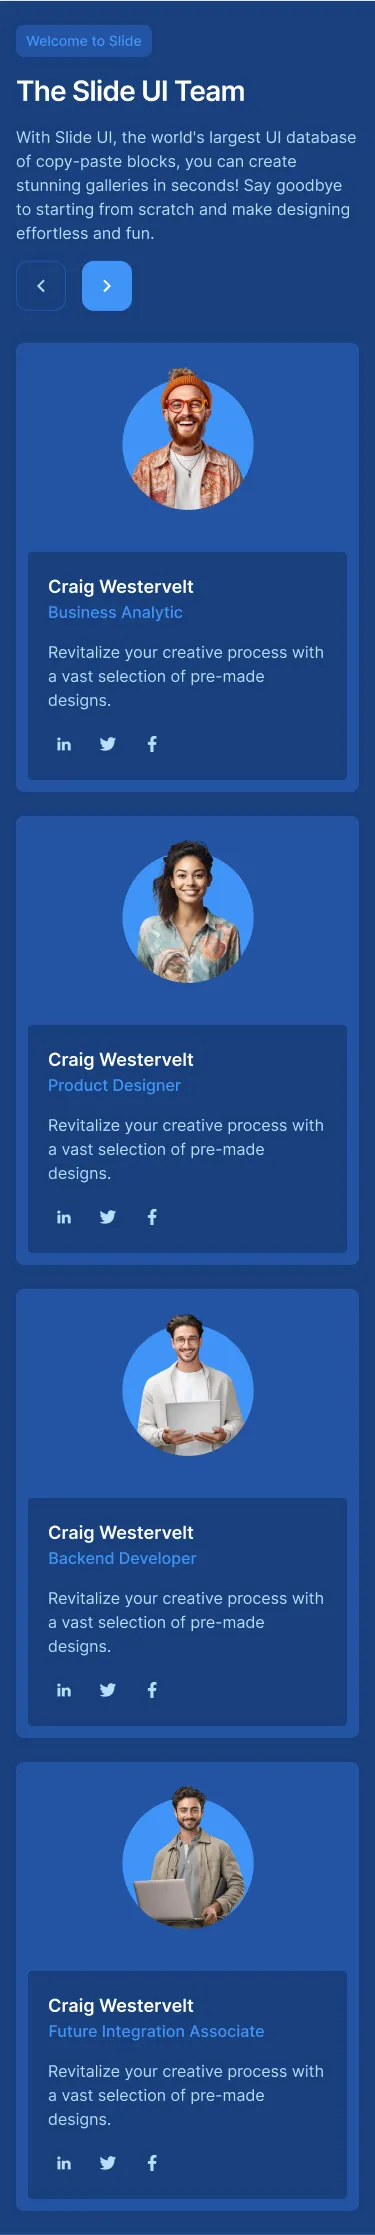 Welcome to Slide
The Slide UI Team
With Slide UI, the world's largest UI database
of copy-paste blocks, you can create
stunning galleries in seconds! Say goodbye
to starting from scratch and make designing
effortless and fun.
Craig Westervelt
Business Analytic
Revitalize your creative process with
a vast selection of pre-made
designs.
Craig Westervelt
Product Designer
Revitalize your creative process with
a vast selection of pre-made
designs.
Craig Westervelt
Backend Developer
Revitalize your creative process with
a vast selection of pre-made
designs.
Craig Westervelt
Future Integration Associate
Revitalize your creative process with
a vast selection of pre-made
designs.